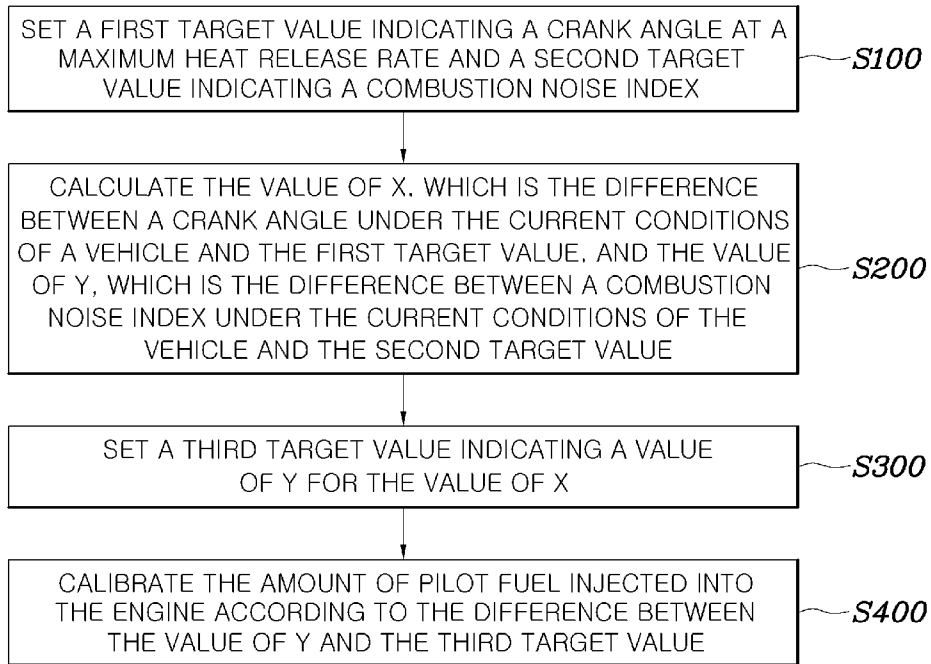 SET A FIRST TARGET VALUE INDICATING A CRANK ANGLE AT A
MAXIMUM HEAT RELEASE RATE AND A SECOND TARGET
VALUE INDICATING A COMBUSTION NOISE INDEX
S100
CALCULATE THE VALUE OF X, WHICH IS THE DIFFERENCE
BETWEEN A CRANK ANGLE UNDER THE CURRENT CONDITIONS
OF A VEHICLE AND THE FIRST TARGET VALUE, AND THE VALUE
OF Y, WHICH IS THE DIFFERENCE BETWEEN A COMBUSTION
NOISE INDEX UNDER THE CURRENT CONDITIONS OF THE
VEHICLE AND THE SECOND TARGET VALUE
S200
SET A THIRD TARGET VALUE INDICATING A VALUE
OF Y FOR THE VALUE OF X
S300
CALIBRATE THE AMOUNT OF PILOT FUEL INJECTED INTO
THE ENGINE ACCORDING TO THE DIFFERENCE BETWEEN
THE VALUE OF Y AND THE THIRD TARGET VALUE
S400